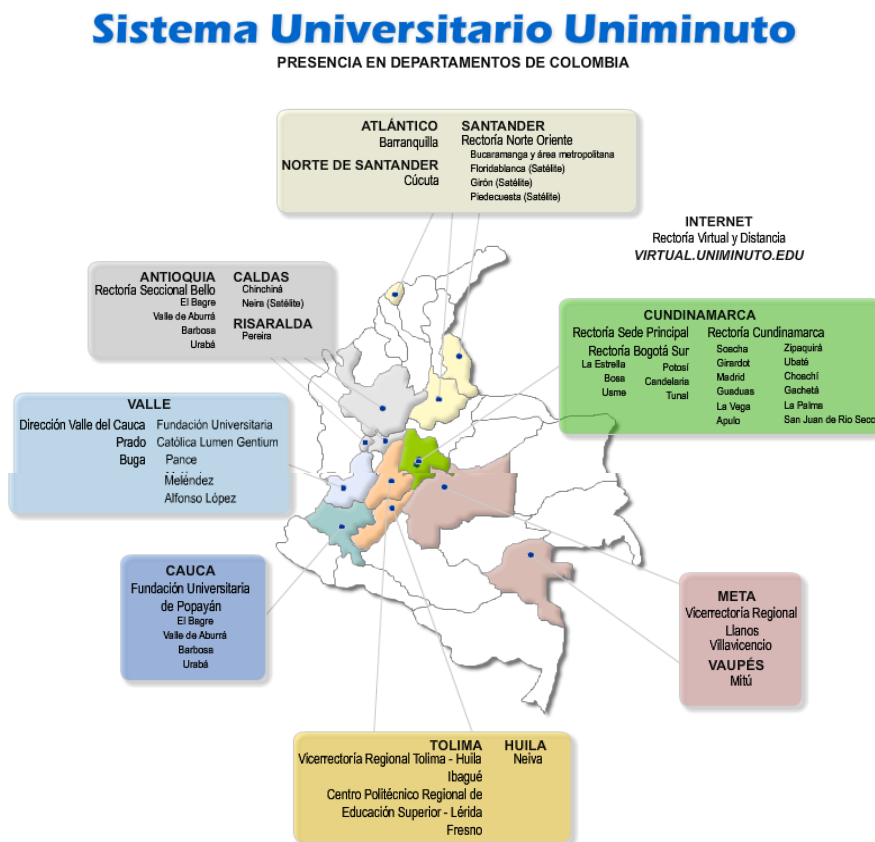 Sistema Universitario Uniminuto
PRESENCIA EN DEPARTAMENTOS DE COLOMBIA
ATLÁNTICO
Barranquilla
NORTE DE SANTANDER
Cúcuta
SANTANDER
Rectoría Norte Oriente
Bucaramanga y área metropolitana
Floridablanca (Satélite)
Girón (Satélite)
Piedecuesta (Satélite)
INTERNET
Rectoría Virtual y Distancia
VIRTUAL.UNIMINUTO.EDU
ANTIOQUIA
Rectoría Seccional Bello
El Bagre
Valle de Aburrá
Barbosa
Urabá
CALDAS
Chinchiná
Neira (Satélite)
RISARALDA
Pereira
CUNDINAMARCA
Rectoría Sede Principal
Rectoría Bogotá Sur
La Estrella
Bosa
Usme
Potosí
Candelaria
Tunal
Rectoría Cundinamarca
Soacha
Girardot
Madrid
Guaduas
La Vega
Apulo
Zipaquirá
Ubaté
Choachí
Gachetá
La Palma
San Juan de Rio Secc
VALLE
Dirección Valle del Cauca
Prado
Buga
Fundación Universitaria
Católica Lumen Gentium
Pance
Meléndez
Alfonso López
CAUCA
Fundación Universitaria
de Popayán
El Bagre
Valle de Aburrá
Barbosa
Urabá
META
Vicerrectoría Regional
Llanos
Villavicencio
VAUPÉS
Mitú
TOLIMA
Vicerrectoría Regional Tolima - Huila
Ibagué
Centro Politécnico Regional de
Educación Superior - Lérida
Fresno
HUILA
Neiva